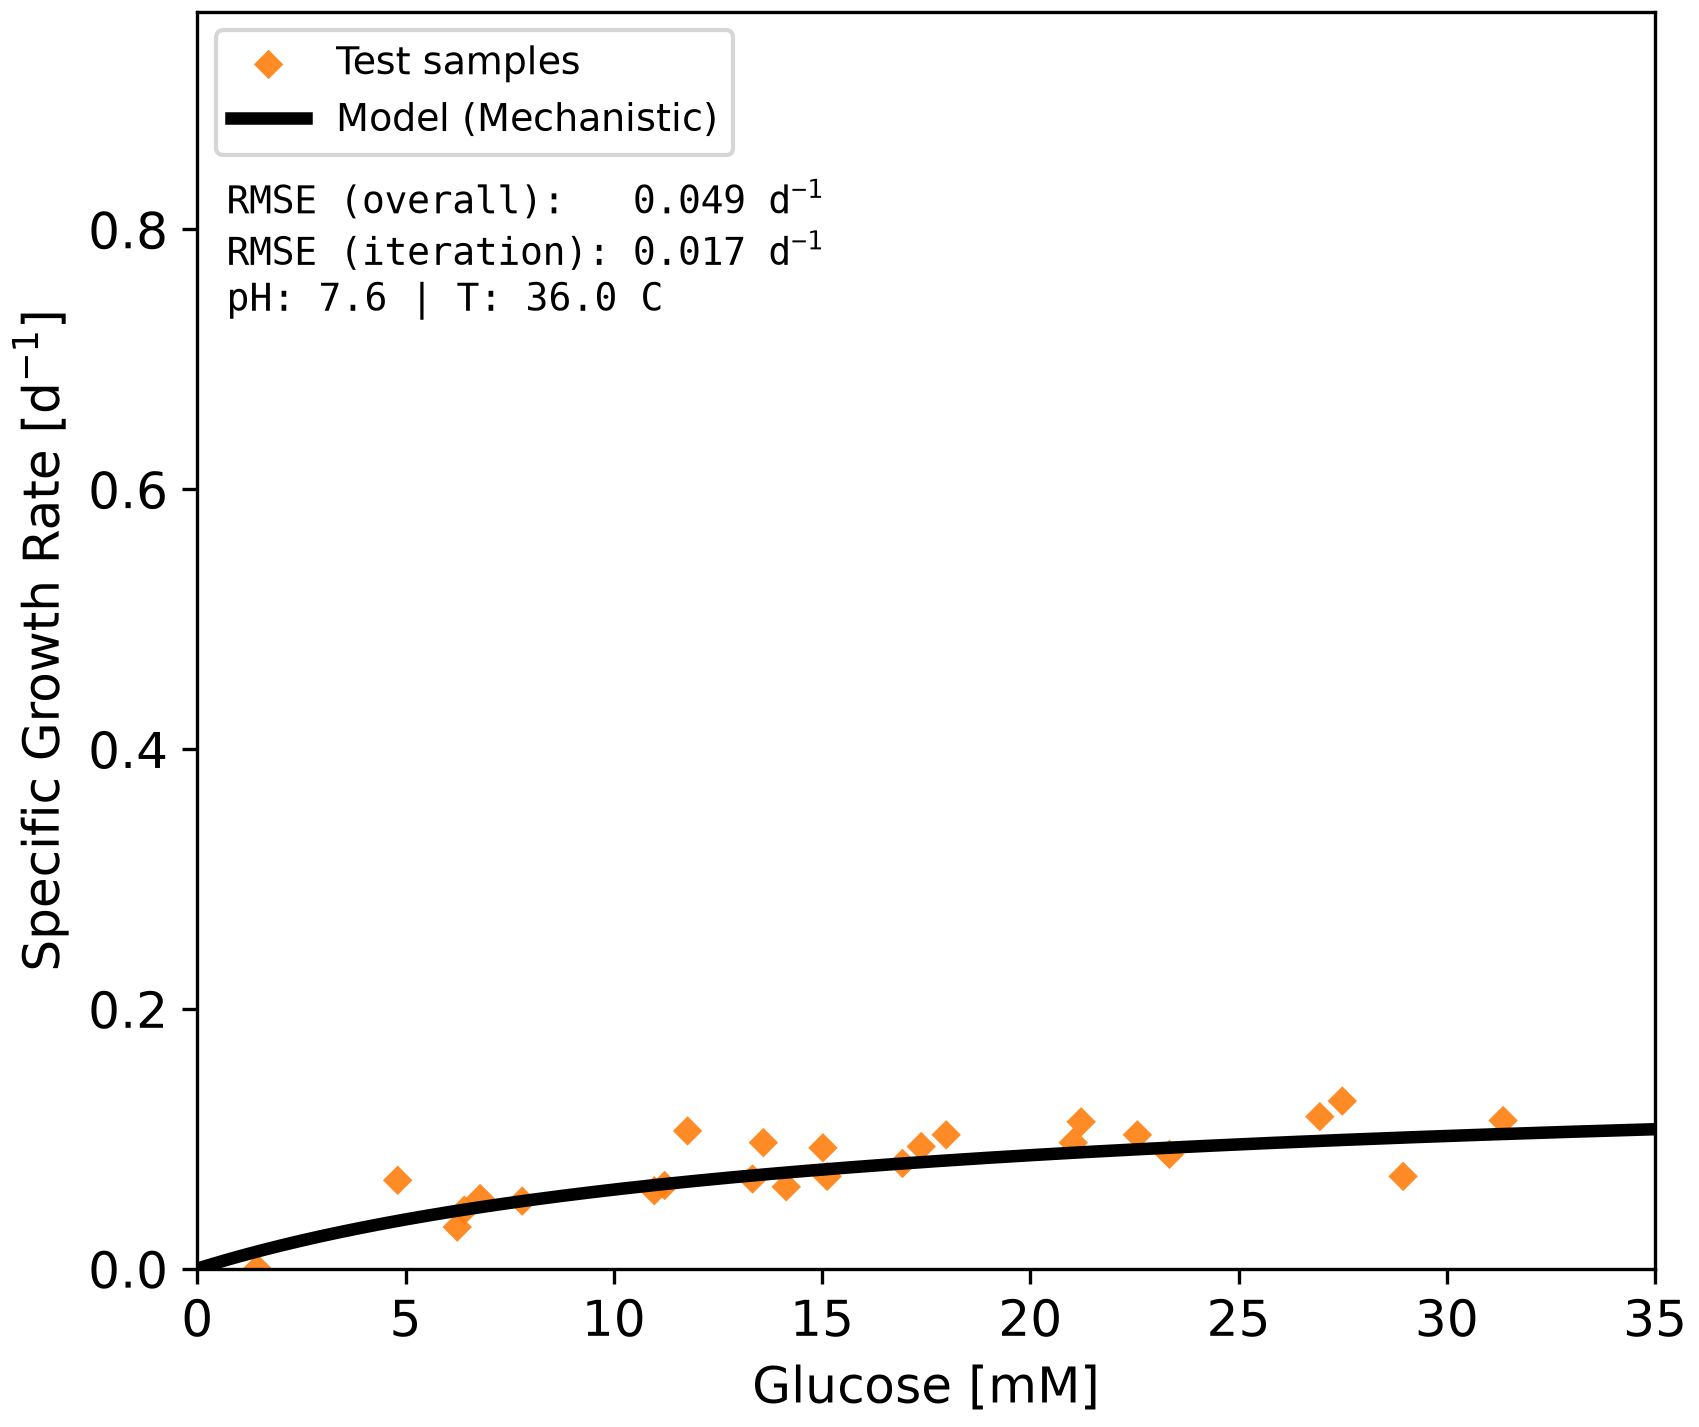 Test samples
Model (Mechanistic)
RMSE (overall):   0.049 d⁻¹
RMSE (iteration): 0.017 d⁻¹
pH: 7.6 | T: 36.0 C
Specific Growth Rate [d⁻¹]
0.8
0.6
0.4
0.2
0.0
0 5 10 15 20 25 30 35
Glucose [mM]